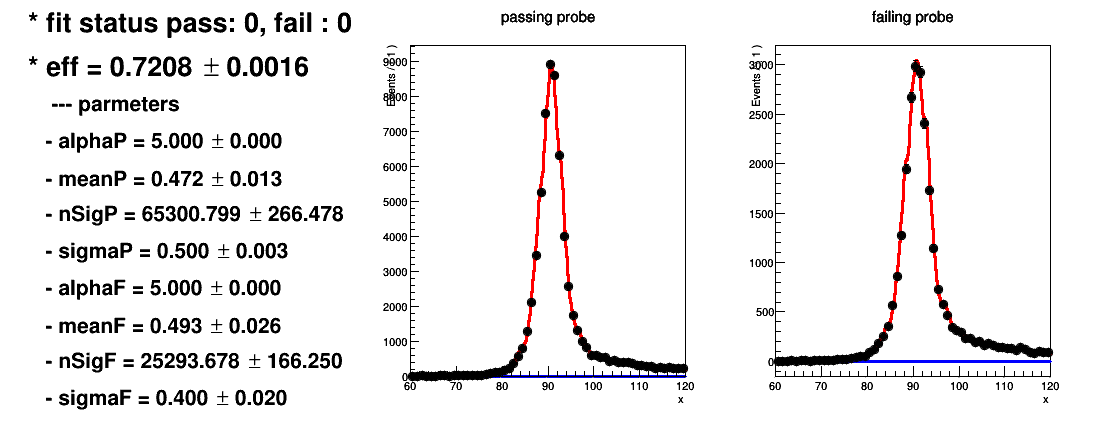 * fit status pass: 0, fail : 0
* eff = 0.7208 ± 0.0016
--- parmeters
- alphaP = 5.000 ± 0.000
- meanP = 0.472 ± 0.013
- nSigP = 65300.799 ± 266.478
- sigmaP = 0.500 ± 0.003
- alphaF = 5.000 ± 0.000
- meanF = 0.493 ± 0.026
- nSigF = 25293.678 ± 166.250
- sigmaF = 0.400 ± 0.020
passing probe
Events / ( 1 )
9000
8000
7000
6000
5000
4000
3000
2000
1000
0
60 70 80 90 100 110 120
x
failing probe
Events / ( 1 )
3000
2500
2000
1500
1000
500
0
60 70 80 90 100 110 120
x